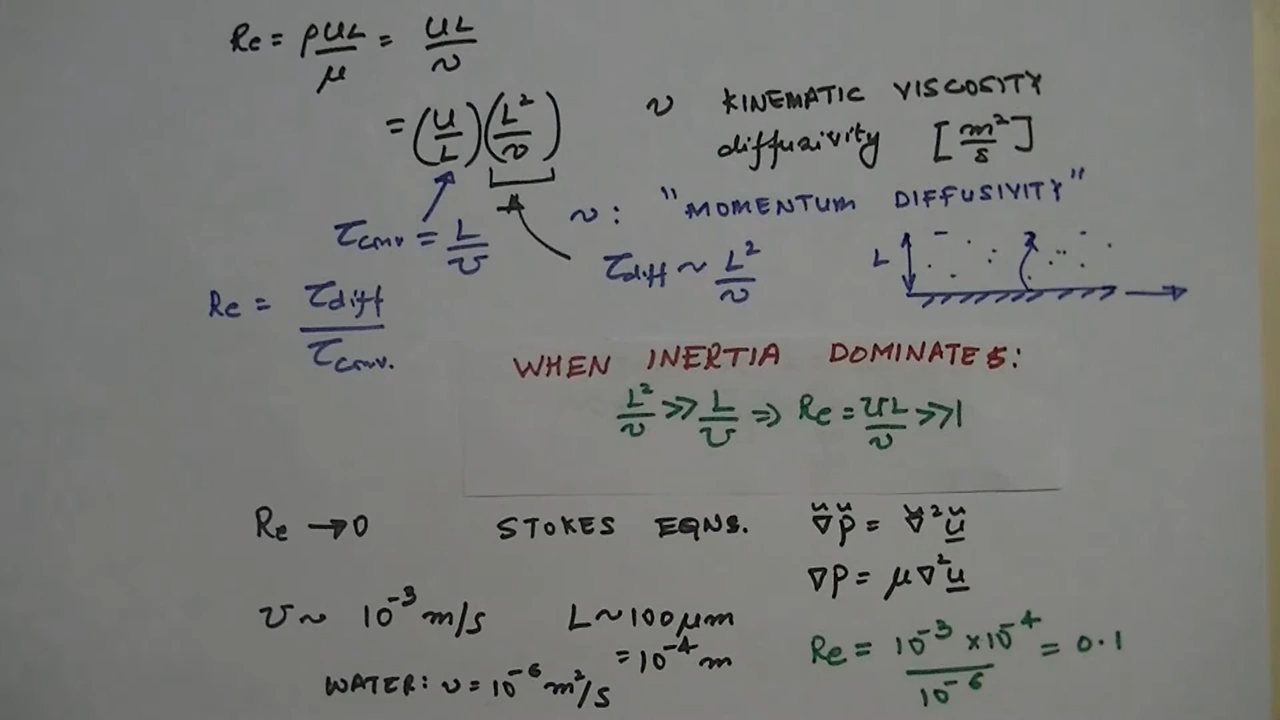 Re = ρUL/μ = UL/ν
= (U/L)(L²/ν)
ν KINEMATIC VISCOSITY
diffusivity [m²/s]
τconv = L/U
ν: "MOMENTUM DIFFUSIVITY"
τdiff ~ L²/ν
L
Re = τdiff/τconv.
WHEN INERTIA DOMINATES:
L²/ν >> L/U ⇒ Re = UL/ν >> 1
Re → 0 STOKES EQNS. ∇̃p̃ = ∇̃²ũ
∇P = μ∇²u
U ~ 10⁻³ m/s L ~ 100 μm
= 10⁻⁴ m
WATER: ν = 10⁻⁶ m²/s
Re = 10⁻³ × 10⁻⁴/10⁻⁶ = 0.1